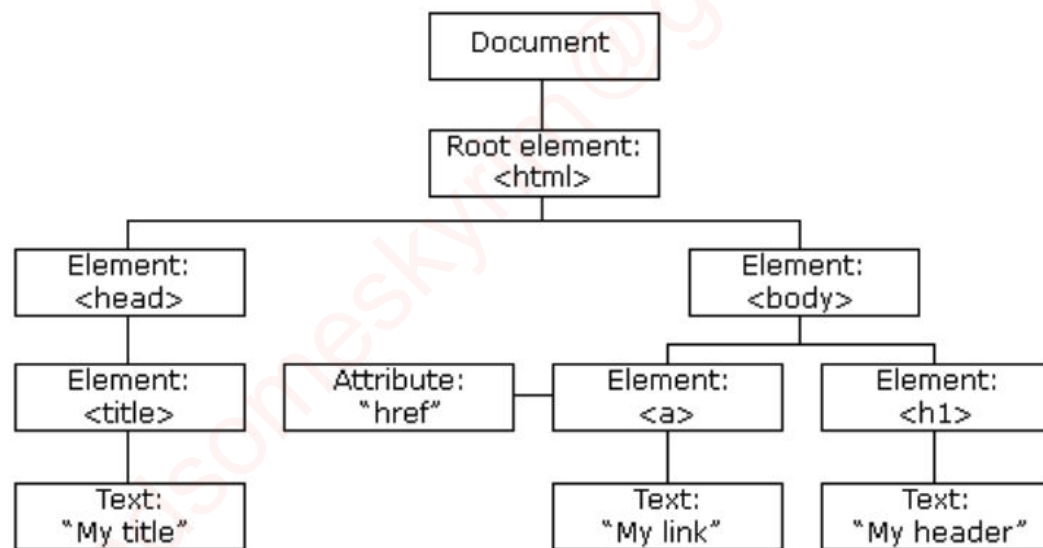 Document
Root element:
<html>
Element:
<head>
Element:
<body>
Element:
<title>
Attribute:
"href"
Element:
<a>
Element:
<h1>
Text:
"My title"
Text:
"My link"
Text:
"My header"